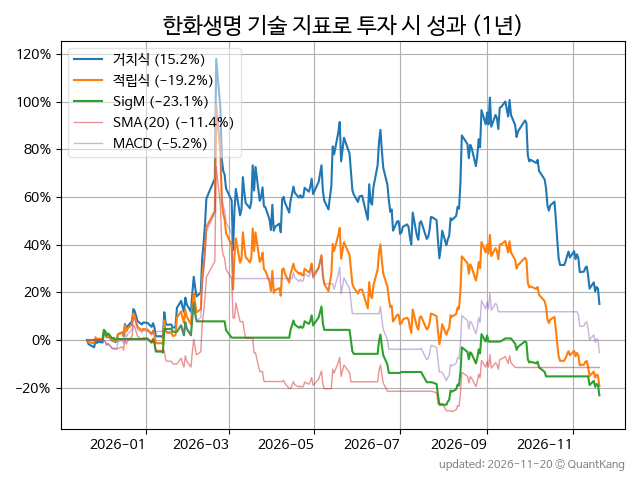 한화생명 기술 지표로 투자 시 성과 (1년)
120%
100%
80%
60%
40%
20%
0%
−20%
거치식 (15.2%)
적립식 (−19.2%)
SigM (−23.1%)
SMA(20) (−11.4%)
MACD (−5.2%)
2026-01
2026-03
2026-05
2026-07
2026-09
2026-11
updated: 2026-11-20 © QuantKang